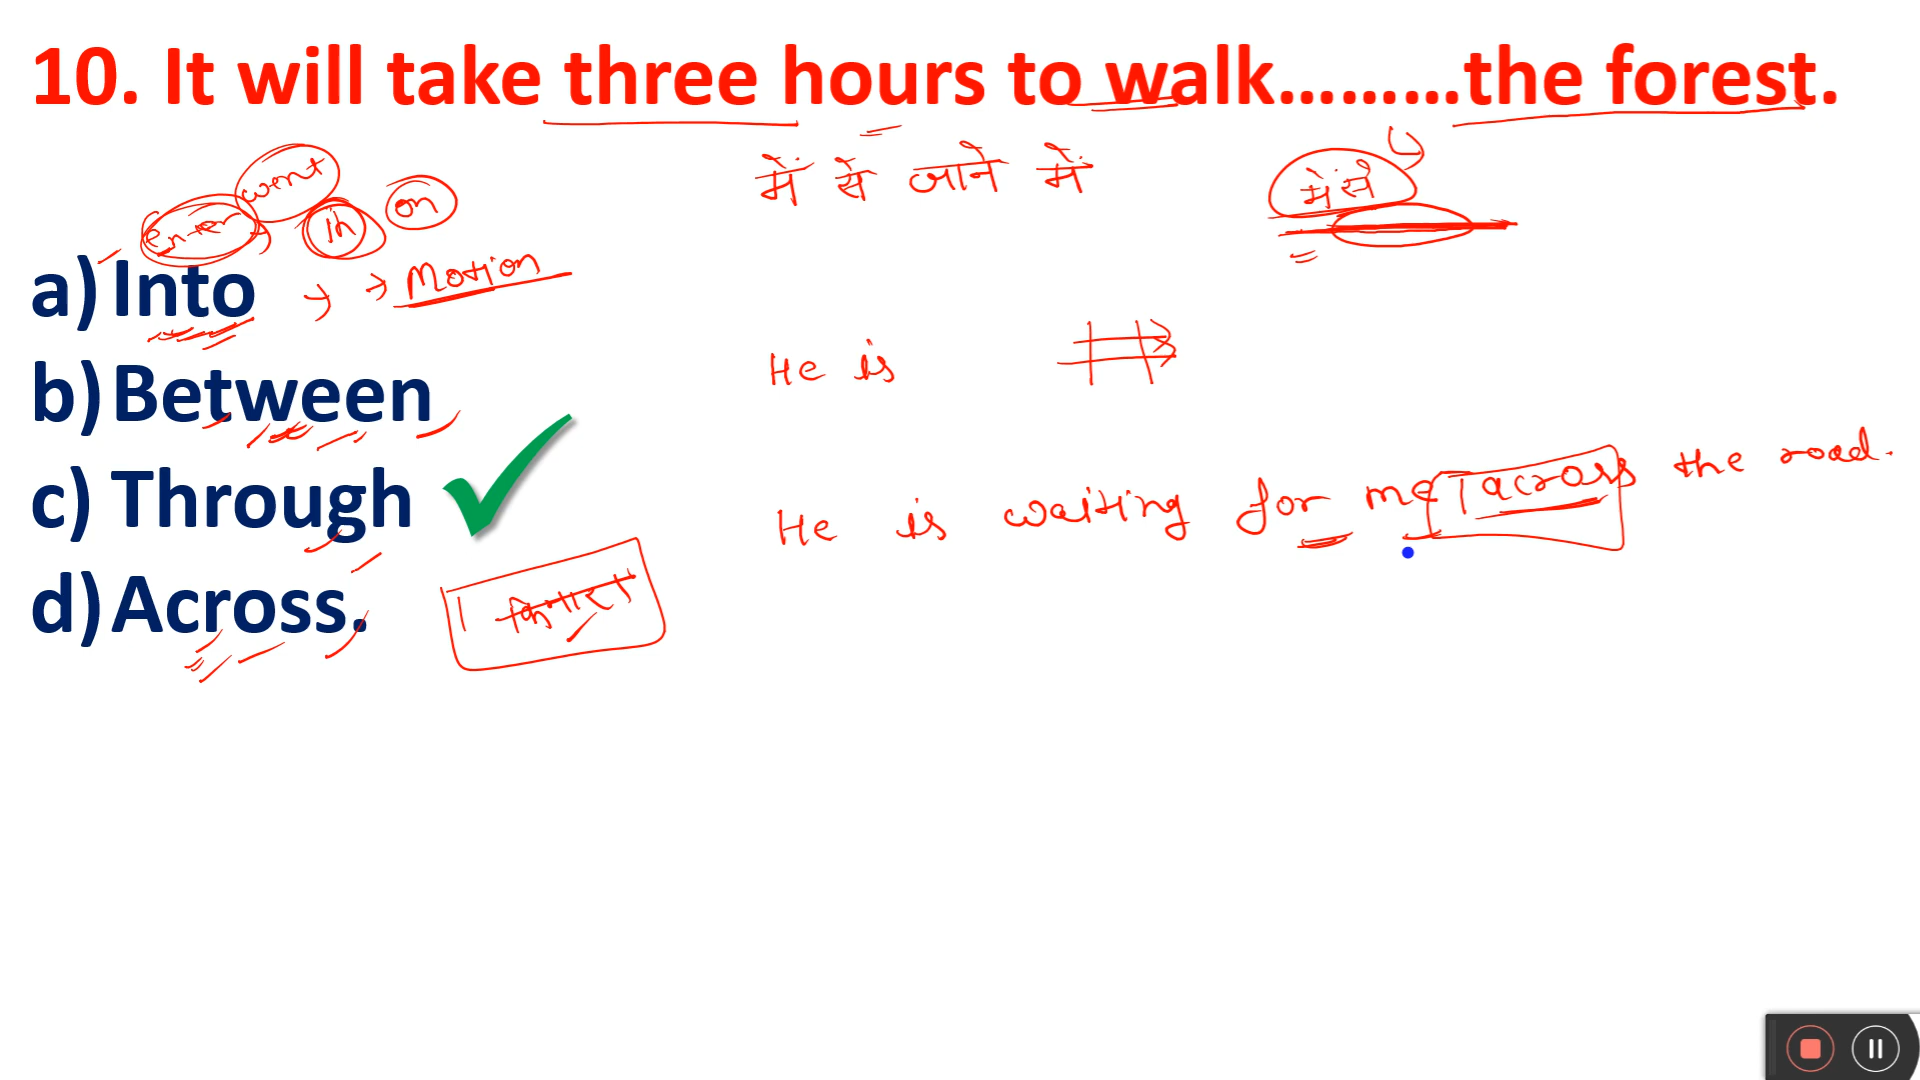 10. It will take three hours to walk.........the forest.
में से जाने में
में से
enter went in on
a) Into
Motion
b) Between
He is
c) Through
He is waiting for me across the road.
d) Across.
किनारे